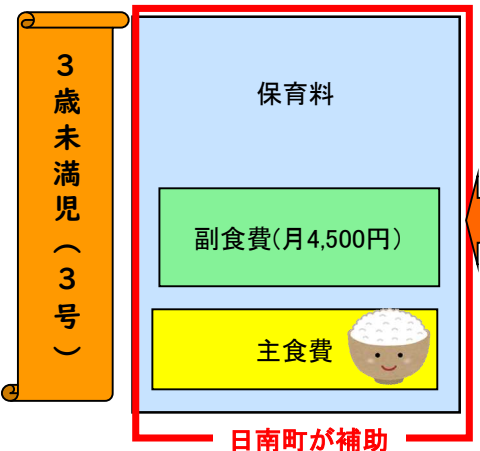 3歳未満児(3号)
保育料
副食費(月4,500円)
主食費
日南町が補助